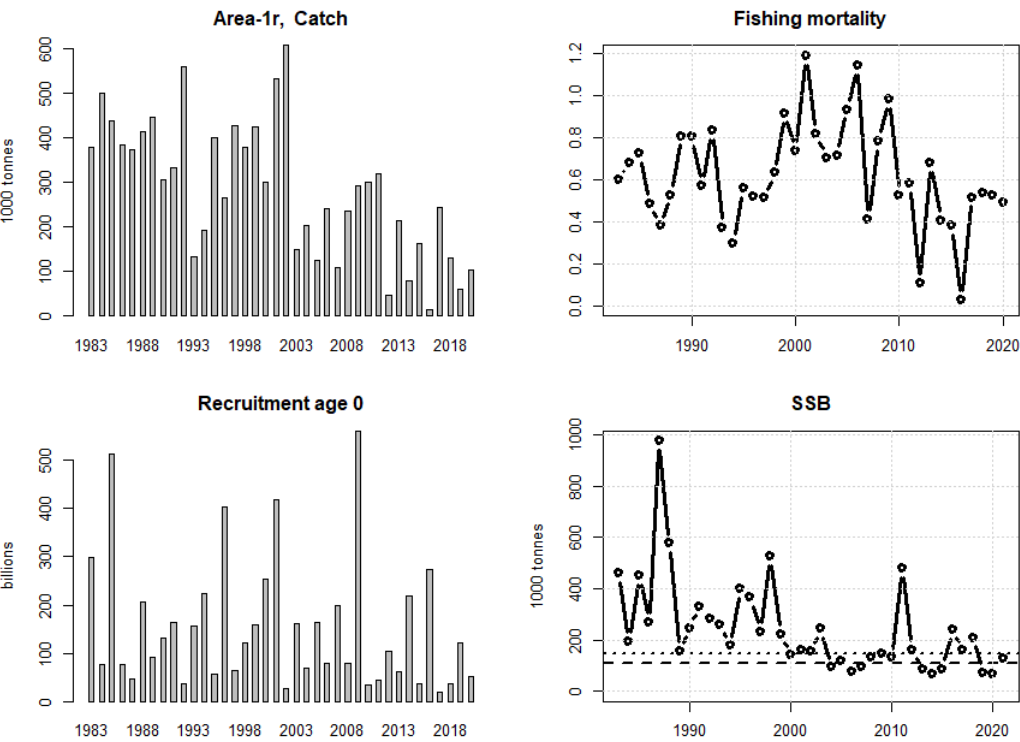 Area-1r,  Catch
1000 tonnes
600
500
400
300
200
100
0
1983 1988 1993 1998 2003 2008 2013 2018
Fishing mortality
1.2
1.0
0.8
0.6
0.4
0.2
0.0
1990 2000 2010 2020
Recruitment age 0
billions
500
400
300
200
100
0
1983 1988 1993 1998 2003 2008 2013 2018
SSB
1000 tonnes
1000
800
600
400
200
0
1990 2000 2010 2020